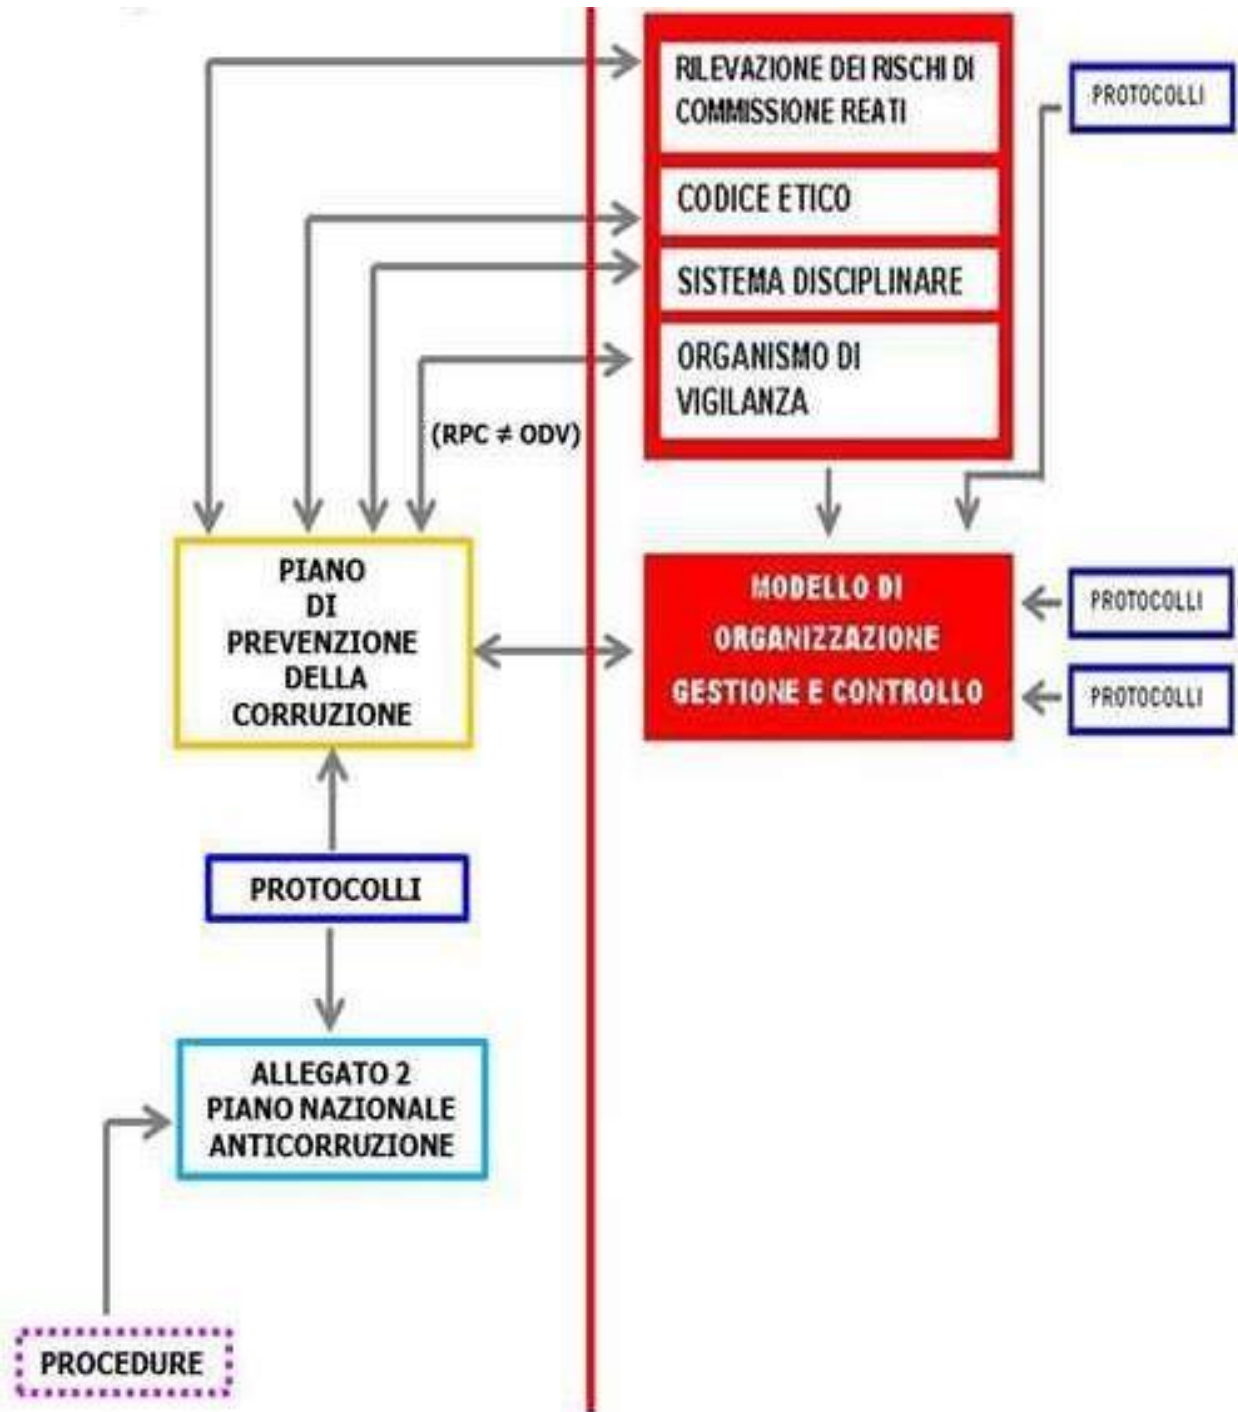 RILEVAZIONE DEI RISCHI DI
COMMISSIONE REATI
PROTOCOLLI
CODICE ETICO
SISTEMA DISCIPLINARE
ORGANISMO DI
VIGILANZA
(RPC ≠ ODV)
PIANO
DI
PREVENZIONE
DELLA
CORRUZIONE
MODELLO DI
ORGANIZZAZIONE
GESTIONE E CONTROLLO
PROTOCOLLI
PROTOCOLLI
PROTOCOLLI
ALLEGATO 2
PIANO NAZIONALE
ANTICORRUZIONE
PROCEDURE